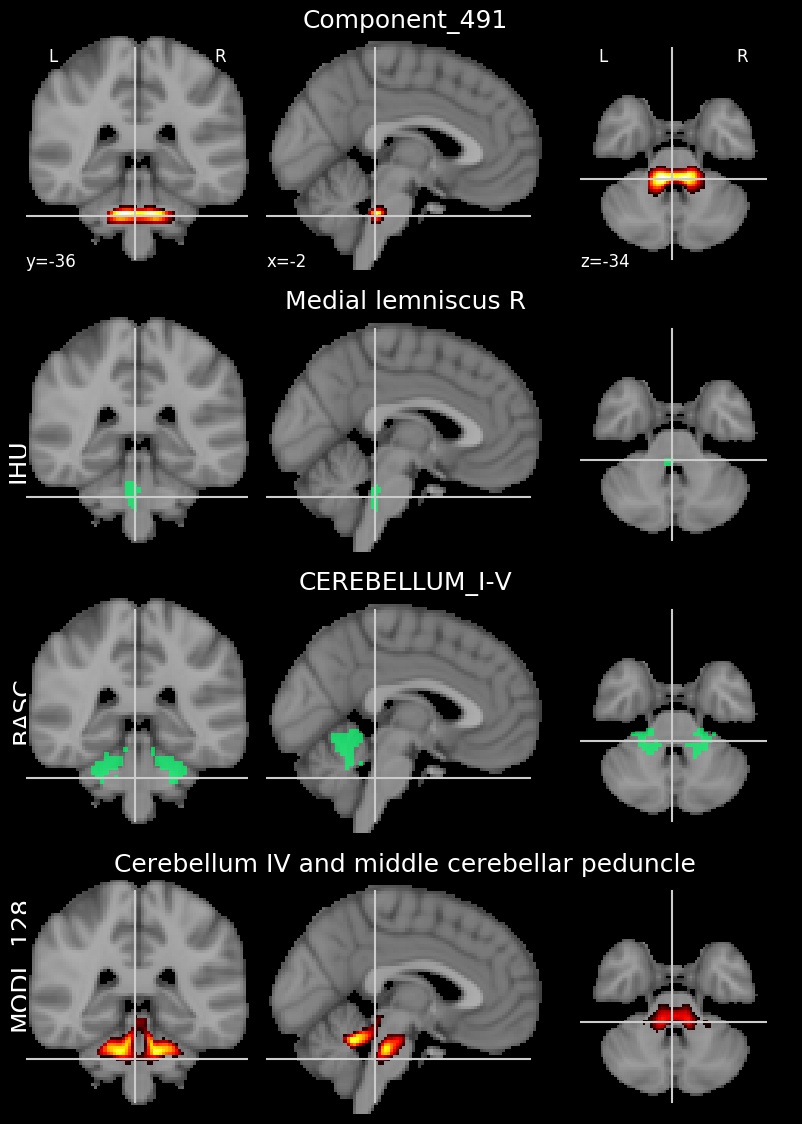 Component_491
L R L R
y=-36 x=-2 z=-34
Medial lemniscus R
IHU
CEREBELLUM_I-V
BASC
Cerebellum IV and middle cerebellar peduncle
MODL_128